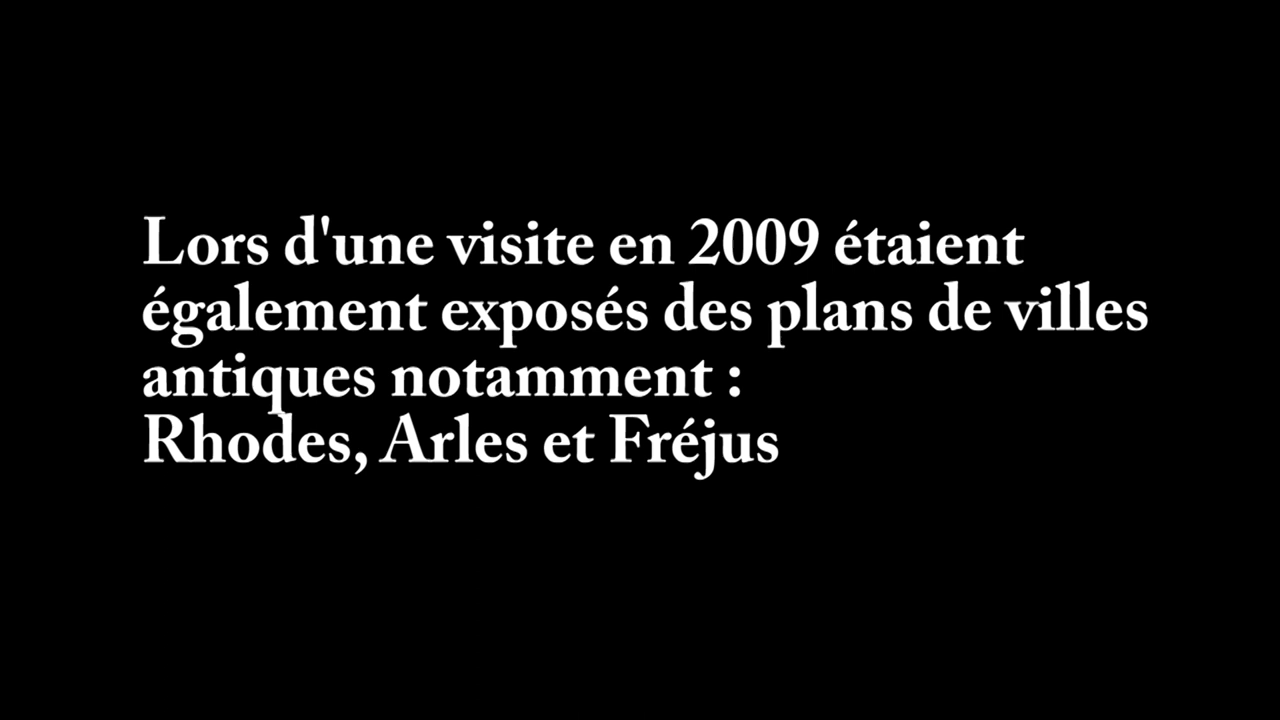 Lors d'une visite en 2009 étaient
également exposés des plans de villes
antiques notamment :
Rhodes, Arles et Fréjus